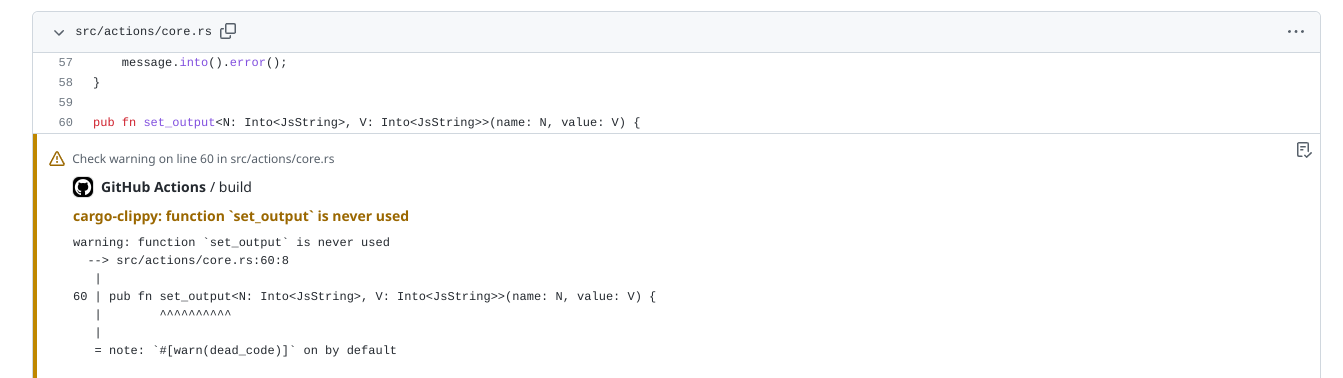 src/actions/core.rs
57     message.into().error();
58 }
59
60 pub fn set_output<N: Into<JsString>, V: Into<JsString>>(name: N, value: V) {
Check warning on line 60 in src/actions/core.rs
GitHub Actions / build
cargo-clippy: function `set_output` is never used
warning: function `set_output` is never used
  --> src/actions/core.rs:60:8
   |
60 | pub fn set_output<N: Into<JsString>, V: Into<JsString>>(name: N, value: V) {
   |        ^^^^^^^^^^
   |
   = note: `#[warn(dead_code)]` on by default